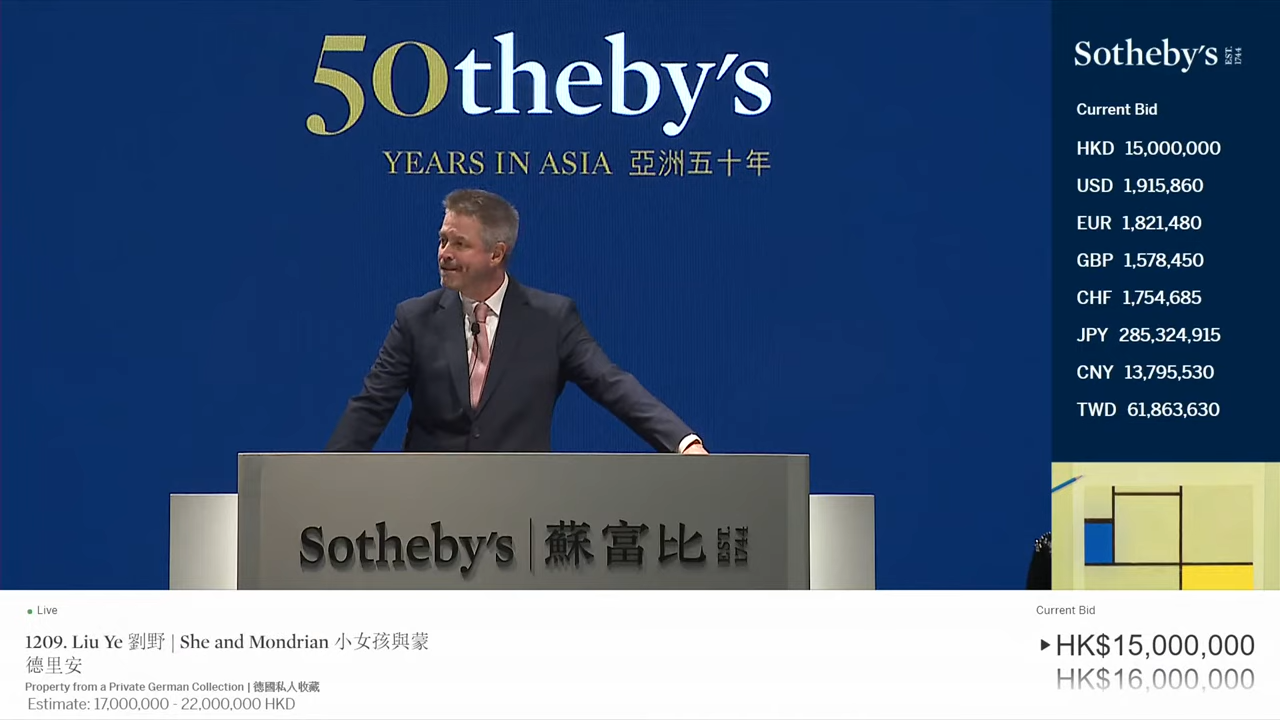 50theby's
YEARS IN ASIA 亞洲五十年
Sotheby's | 蘇富比 EST. 1744
Sotheby's EST. 1744
Current Bid
HKD 15,000,000
USD 1,915,860
EUR 1,821,480
GBP 1,578,450
CHF 1,754,685
JPY 285,324,915
CNY 13,795,530
TWD 61,863,630
Live
1209. Liu Ye 劉野 | She and Mondrian 小女孩與蒙
德里安
Property from a Private German Collection | 德國私人收藏
Estimate: 17,000,000 - 22,000,000 HKD
Current Bid
HK$15,000,000
HK$16,000,000